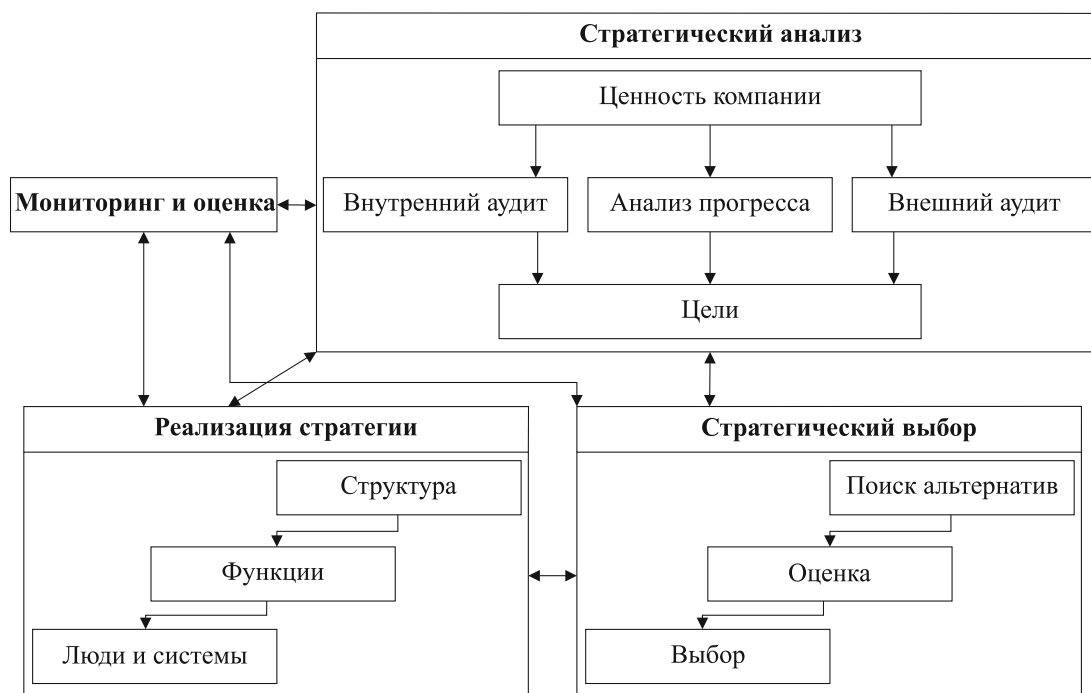 Стратегический анализ
Ценность компании
Мониторинг и оценка
Внутренний аудит
Анализ прогресса
Внешний аудит
Цели
Реализация стратегии
Структура
Функции
Люди и системы
Стратегический выбор
Поиск альтернатив
Оценка
Выбор